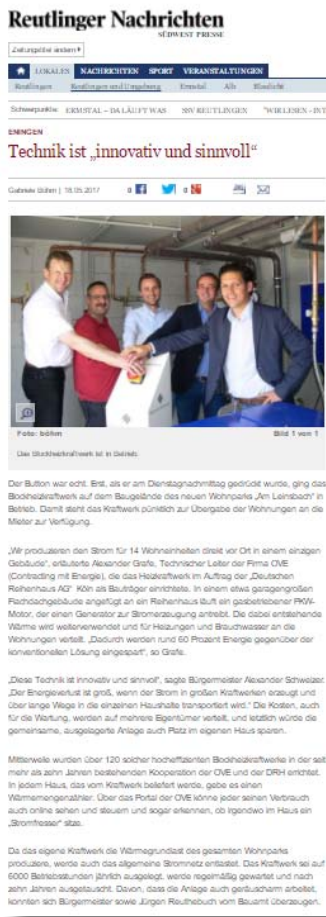 Reutlinger Nachrichten
SÜDWEST PRESSE
Zeitungstitel ändern
LOKALES NACHRICHTEN SPORT VERANSTALTUNGEN
Reutlingen Reutlingen und Umgebung Ermstal Alb Blaulicht
Schwerpunkte: ERMSTAL – DA LÄUFT WAS SSV REUTLINGEN "WIR LESEN - INT
ENINGEN
Technik ist „innovativ und sinnvoll“
Gabriele Böhm | 18.05.2017 0 0
Foto: böhm Bild 1 von 1
Das Blockheizkraftwerk ist in Betrieb.
Der Button war echt. Erst, als er am Dienstagnachmittag gedrückt wurde, ging das
Blockheizkraftwerk auf dem Baugelände des neuen Wohnparks „Am Leinsbach“ in
Betrieb. Damit steht das Kraftwerk pünktlich zur Übergabe der Wohnungen an die
Mieter zur Verfügung.
„Wir produzieren den Strom für 14 Wohneinheiten direkt vor Ort in einem einzigen
Gebäude“, erläuterte Alexander Grafe, Technischer Leiter der Firma OVE
(Contracting mit Energie), die das Heizkraftwerk im Auftrag der „Deutschen
Reihenhaus AG“ Köln als Bauträger einrichtete. In einem etwa garagengroßen
Flachdachgebäude angefügt an ein Reihenhaus läuft ein gasbetriebener PKW-
Motor, der einen Generator zur Stromerzeugung antreibt. Die dabei entstehende
Wärme wird weiterverwendet und für Heizungen und Brauchwasser an die
Wohnungen verteilt. „Dadurch werden rund 60 Prozent Energie gegenüber der
konventionellen Lösung eingespart“, so Grafe.
„Diese Technik ist innovativ und sinnvoll“, sagte Bürgermeister Alexander Schweizer.
„Der Energieverlust ist groß, wenn der Strom in großen Kraftwerken erzeugt und
über lange Wege in die einzelnen Haushalte transportiert wird.“ Die Kosten, auch
für die Wartung, werden auf mehrere Eigentümer verteilt, und letztlich würde die
gemeinsame, ausgelagerte Anlage auch Platz im eigenen Haus sparen.
Mittlerweile wurden über 120 solcher hocheffizienten Blockheizkraftwerke in der seit
mehr als zehn Jahren bestehenden Kooperation der OVE und der DRH errichtet.
In jedem Haus, das vom Kraftwerk beliefert werde, gebe es einen
Wärmemengenzähler. Über das Portal der OVE könne jeder seinen Verbrauch
auch online sehen und steuern und sogar erkennen, ob irgendwo im Haus ein
„Stromfresser“ sitze.
Da das eigene Kraftwerk die Wärmegrundlast des gesamten Wohnparks
produziere, werde auch das allgemeine Stromnetz entlastet. Das Kraftwerk sei auf
6000 Betriebsstunden jährlich ausgelegt, werde regelmäßig gewartet und nach
zehn Jahren ausgetauscht. Davon, dass die Anlage auch geräuscharm arbeitet,
konnten sich Bürgermeister sowie Jürgen Reuthebuch vom Bauamt überzeugen.